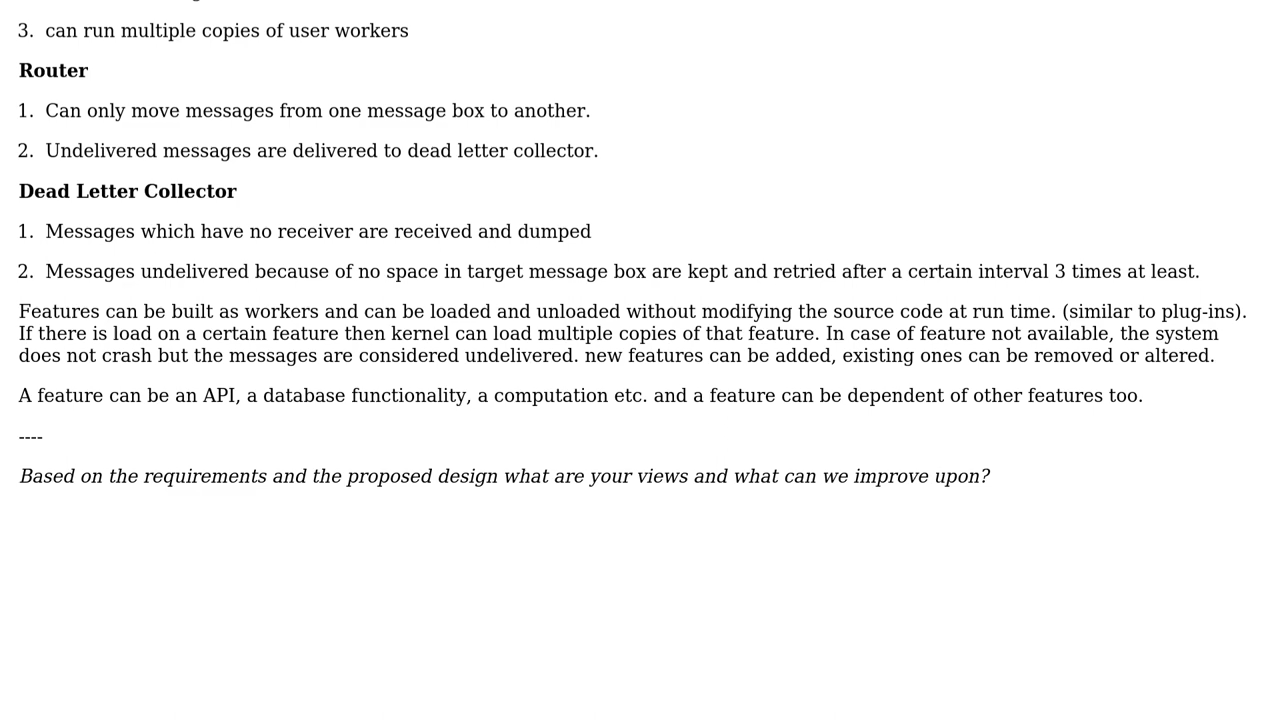 3. can run multiple copies of user workers
Router
1. Can only move messages from one message box to another.
2. Undelivered messages are delivered to dead letter collector.
Dead Letter Collector
1. Messages which have no receiver are received and dumped
2. Messages undelivered because of no space in target message box are kept and retried after a certain interval 3 times at least.
Features can be built as workers and can be loaded and unloaded without modifying the source code at run time. (similar to plug-ins).
If there is load on a certain feature then kernel can load multiple copies of that feature. In case of feature not available, the system
does not crash but the messages are considered undelivered. new features can be added, existing ones can be removed or altered.
A feature can be an API, a database functionality, a computation etc. and a feature can be dependent of other features too.
----
Based on the requirements and the proposed design what are your views and what can we improve upon?